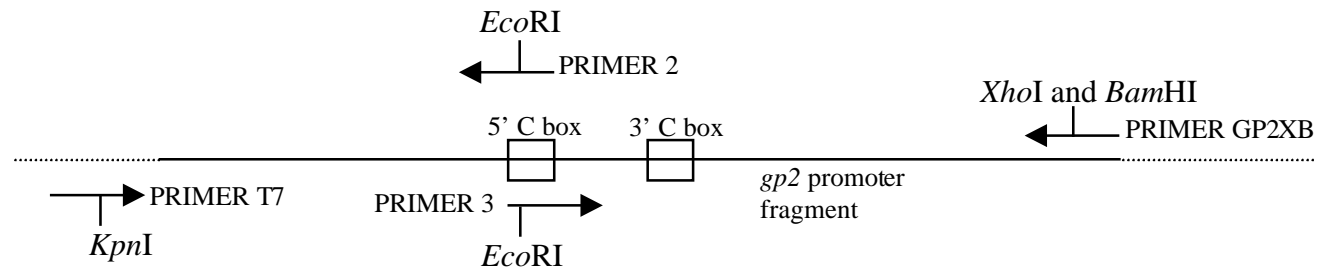 EcoRI
PRIMER 2
XhoI and BamHI
5' C box
3' C box
PRIMER GP2XB
PRIMER T7
PRIMER 3
gp2 promoter
fragment
KpnI
EcoRI